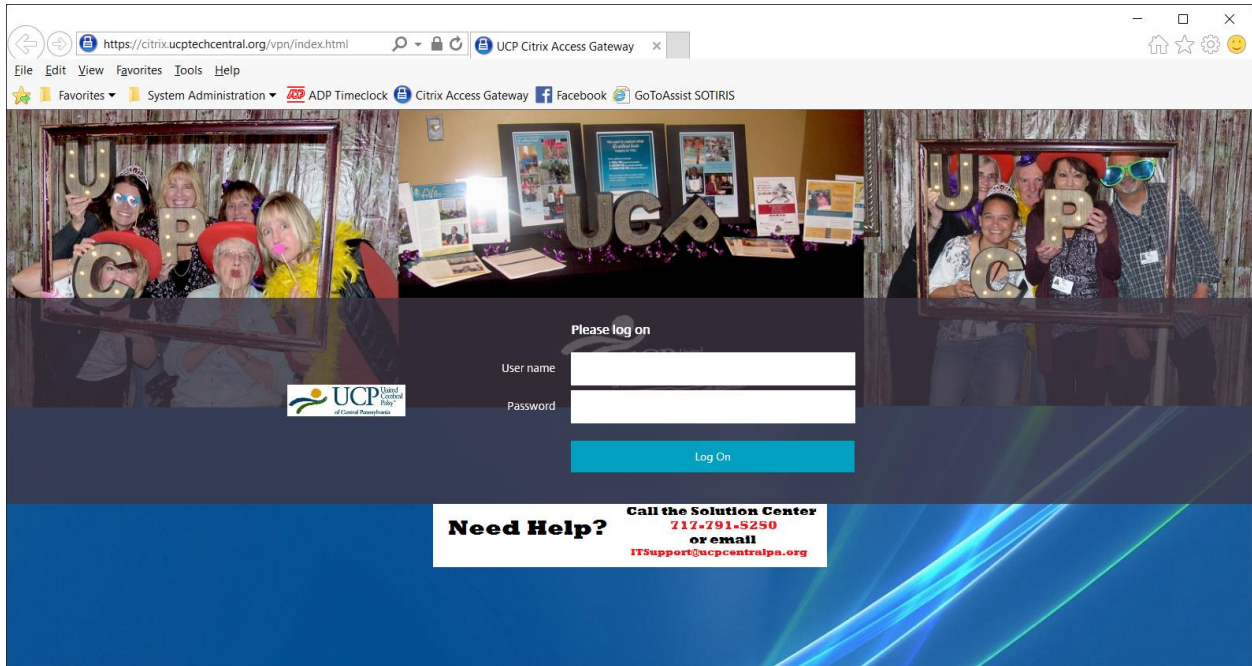 https://citrix.ucptechcentral.org/vpn/index.html
UCP Citrix Access Gateway
File Edit View Favorites Tools Help
Favorites System Administration ADP ADP Timeclock Citrix Access Gateway Facebook GoToAssist SOTIRIS
U
C
P
UCP
U
C
P
Please log on
User name
UCP United Cerebral Palsy
of Central Pennsylvania
Password
Log On
Need Help?
Call the Solution Center
717-791-5250
or email
ITSupport@ucpcentralpa.org